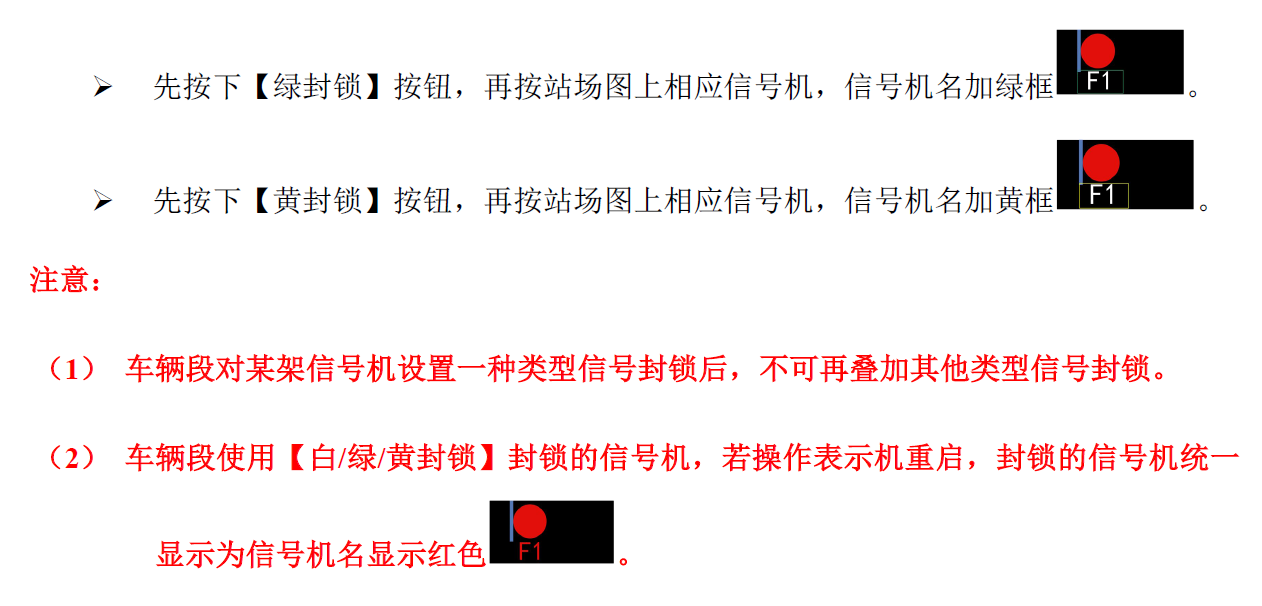 ➢ 先按下【绿封锁】按钮，再按站场图上相应信号机，信号机名加绿框F1。
➢ 先按下【黄封锁】按钮，再按站场图上相应信号机，信号机名加黄框F1。
注意：
（1） 车辆段对某架信号机设置一种类型信号封锁后，不可再叠加其他类型信号封锁。
（2） 车辆段使用【白/绿/黄封锁】封锁的信号机，若操作表示机重启，封锁的信号机统一
显示为信号机名显示红色F1。